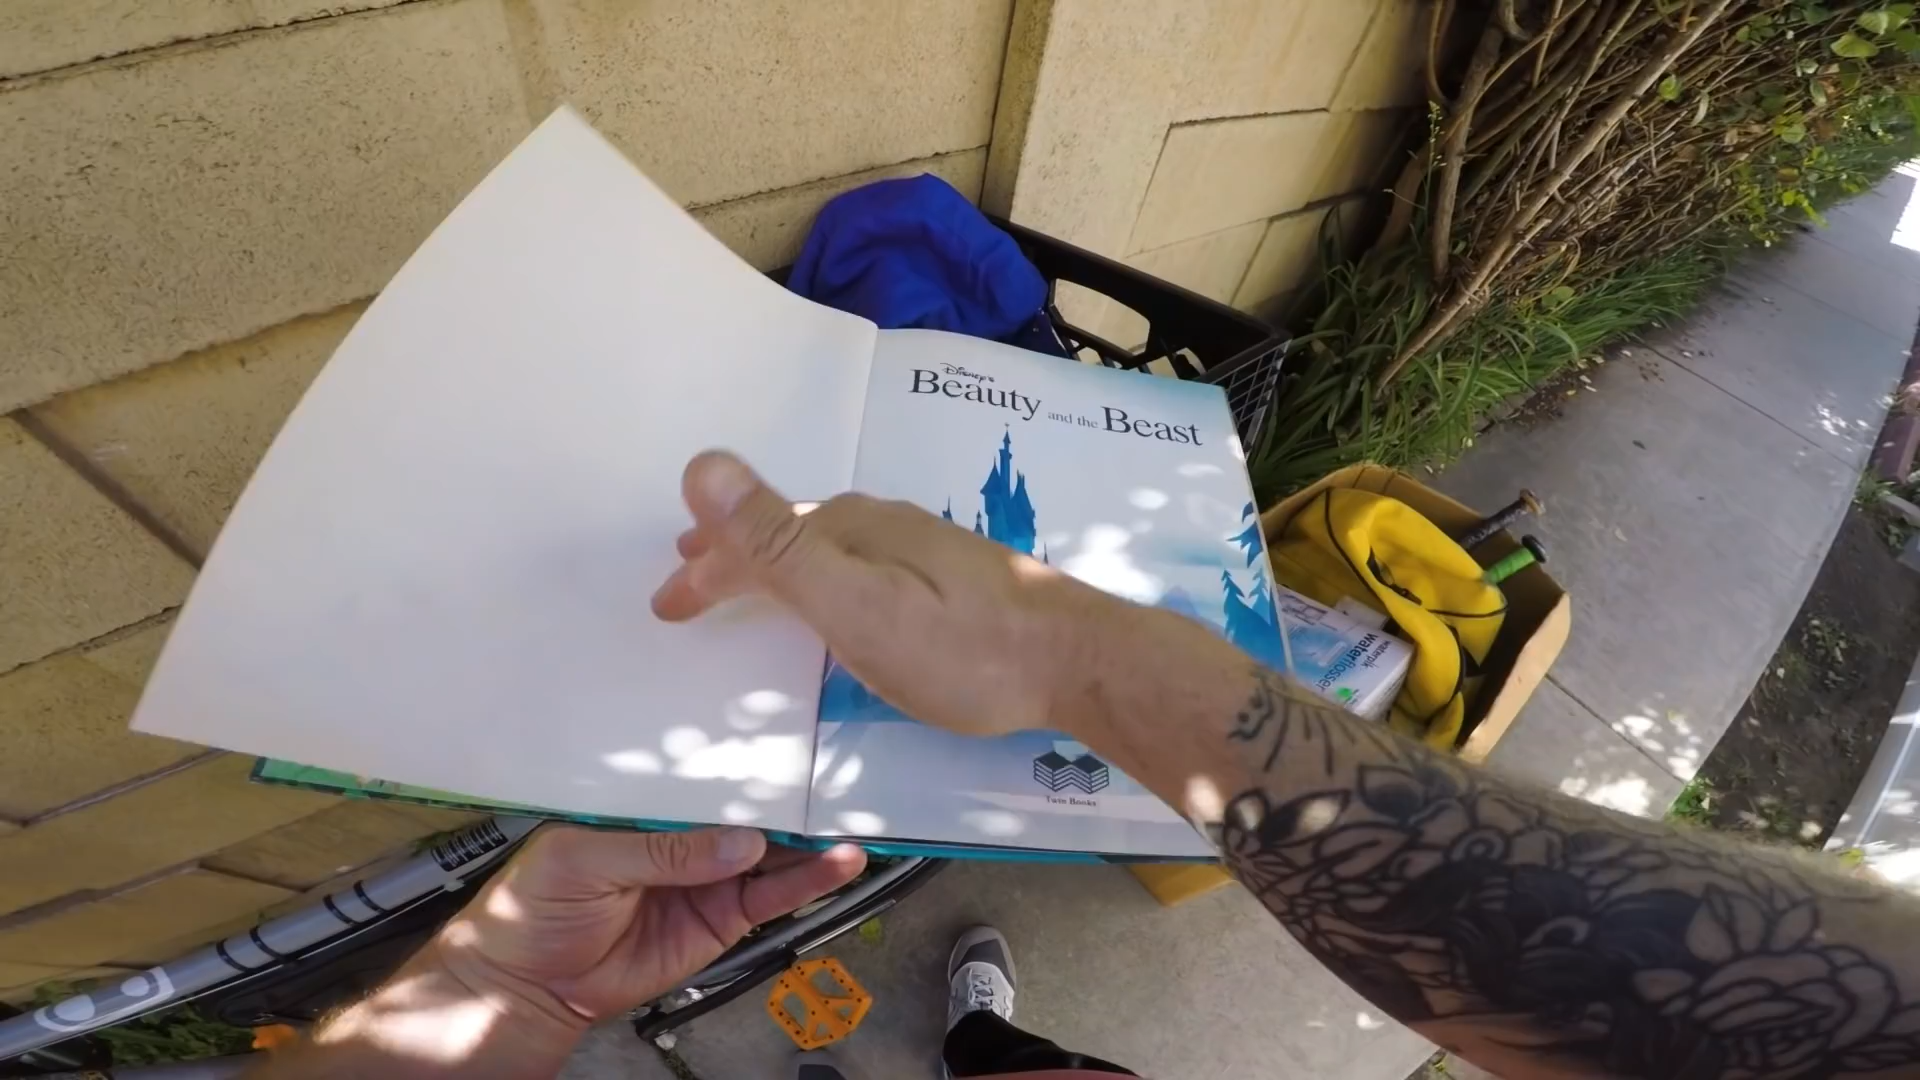 Disney's
Beauty and the Beast
Twin Books
waterpik
waterflosser